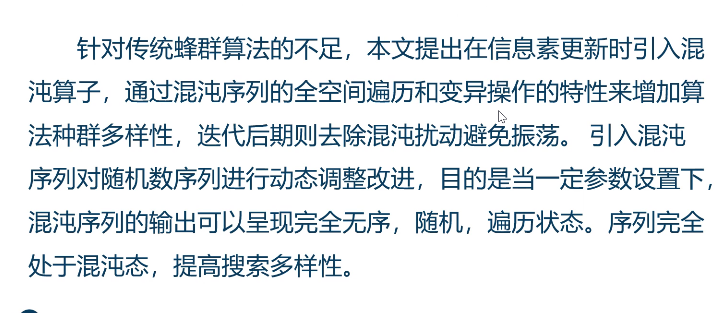 针对传统蜂群算法的不足，本文提出在信息素更新时引入混
沌算子，通过混沌序列的全空间遍历和变异操作的特性来增加算
法种群多样性，迭代后期则去除混沌扰动避免振荡。 引入混沌
序列对随机数序列进行动态调整改进，目的是当一定参数设置下，
混沌序列的输出可以呈现完全无序，随机，遍历状态。序列完全
处于混沌态，提高搜索多样性。